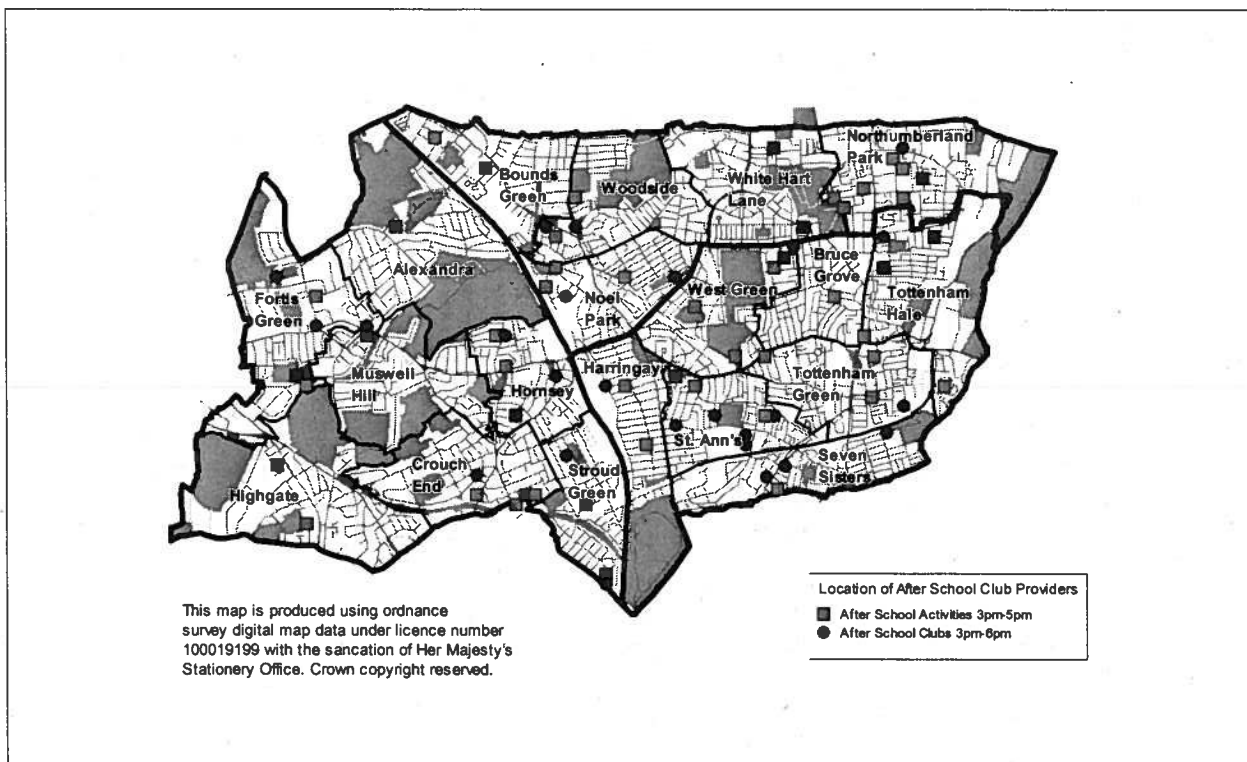 Northumberland
Park
Bounds
Green
Woodside
White Hart
Lane
Alexandra
Bruce
Grove
Fortis
Green
Noel
Park
West Green
Tottenham
Hale
Muswell
Hill
Hornsey
Harringay
Tottenham
Green
St. Ann's
Crouch
End
Stroud
Green
Seven
Sisters
Highgate
Location of After School Club Providers
After School Activities 3pm-5pm
After School Clubs 3pm-6pm
This map is produced using ordnance
survey digital map data under licence number
100019199 with the sancation of Her Majesty's
Stationery Office. Crown copyright reserved.